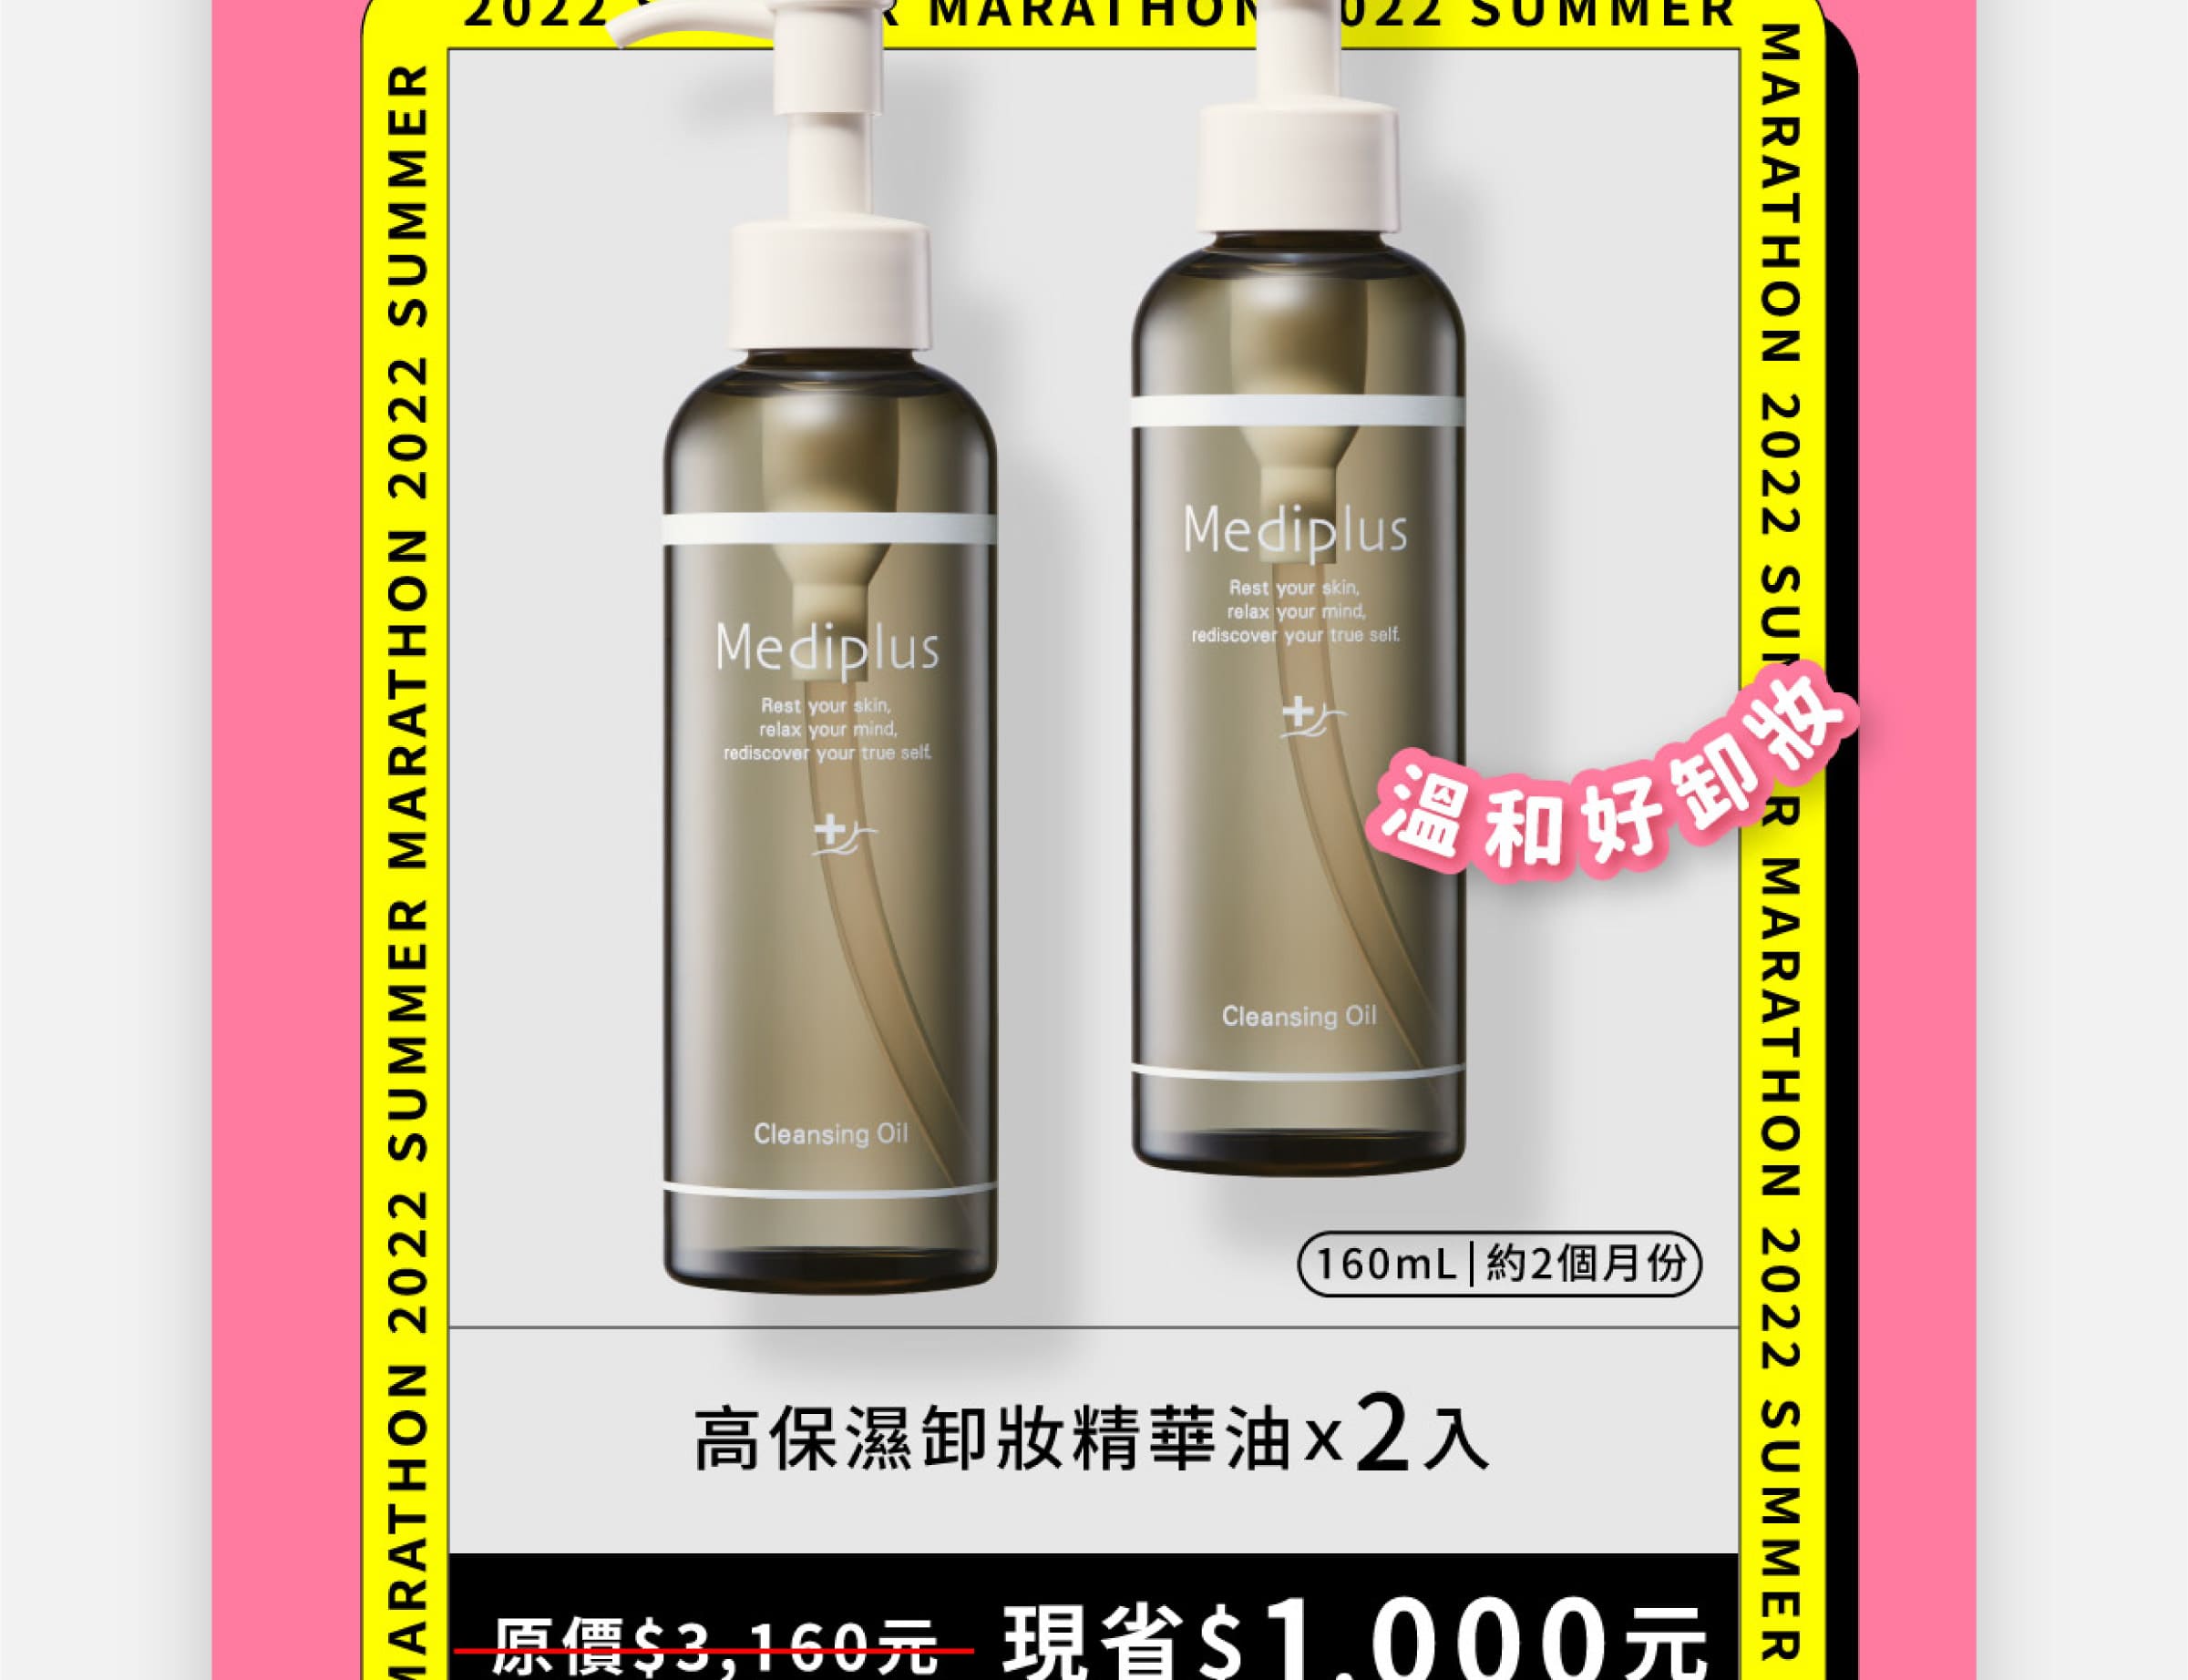 2022 SUMMER MARATHON 2022 SUMMER
MARATHON 2022 SUMMER MARATHON 2022 SUMMER MARATHON 2022 SUMMER
MARATHON 2022 SUMMER MARATHON 2022 SUMMER
Mediplus
Rest your skin,
relax your mind,
rediscover your true self.
Cleansing Oil
Mediplus
Rest your skin,
relax your mind,
rediscover your true self.
Cleansing Oil
溫和好卸妝
160mL|約2個月份
高保濕卸妝精華油x2入
原價$3,160元 現省$1,000元